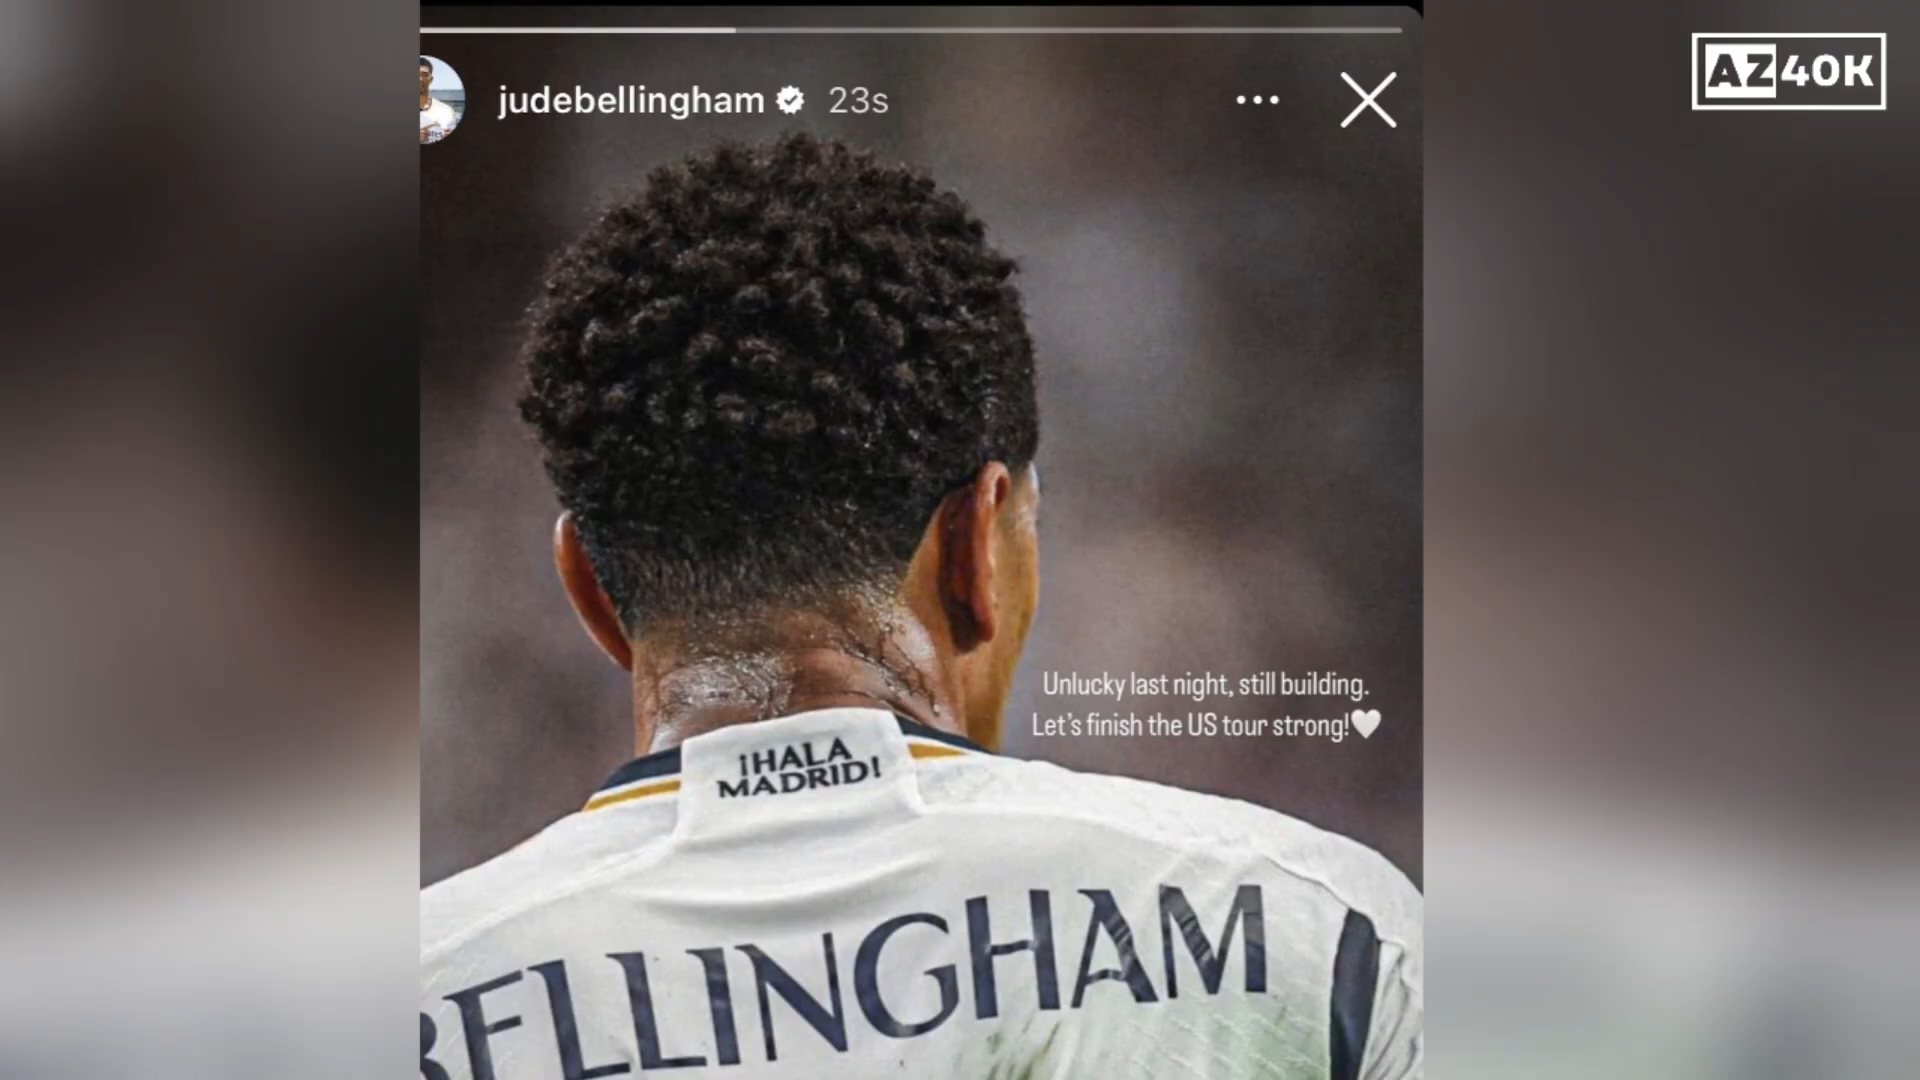 AZ40K
judebellingham 23s
Unlucky last night, still building.
Let's finish the US tour strong!🤍
¡HALA
MADRID!
BELLINGHAM